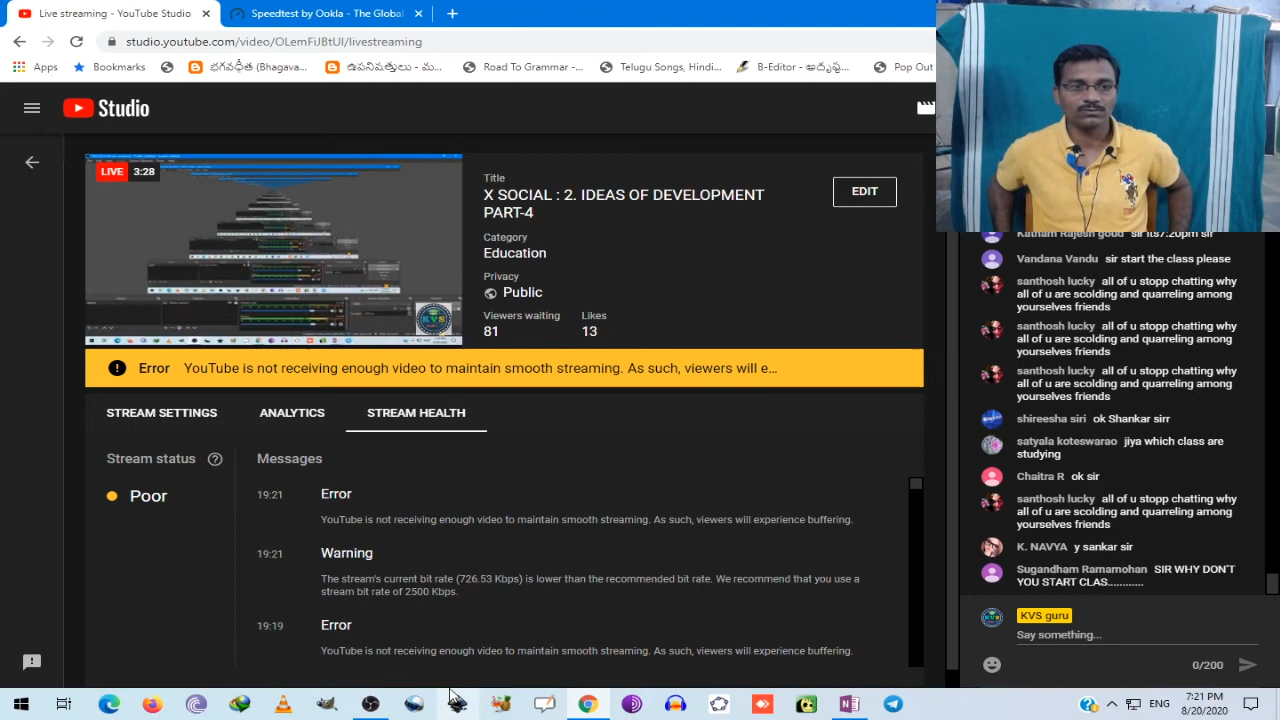 Live streaming - YouTube Studio
Speedtest by Ookla - The Global
studio.youtube.com/video/OLemFiJBtUI/livestreaming
Apps
Bookmarks
భగవద్గీత (Bhagava...
ఉపనిషత్తులు - మ...
Road To Grammar -...
Telugu Songs, Hindi...
B-Editor - అదృష్ట...
Pop Out
Studio
LIVE 3:28
Title
X SOCIAL : 2. IDEAS OF DEVELOPMENT
PART-4
EDIT
Category
Education
Privacy
Public
Viewers waiting Likes
81 13
KVS
Error YouTube is not receiving enough video to maintain smooth streaming. As such, viewers will e...
STREAM SETTINGS ANALYTICS STREAM HEALTH
Stream status
Poor
Messages
19:21 Error
YouTube is not receiving enough video to maintain smooth streaming. As such, viewers will experience buffering.
19:21 Warning
The stream's current bit rate (726.53 Kbps) is lower than the recommended bit rate. We recommend that you use a
stream bit rate of 2500 Kbps.
19:19 Error
YouTube is not receiving enough video to maintain smooth streaming. As such, viewers will experience buffering.
Katham Rajesh goud sir its7:20pm sir
Vandana Vandu sir start the class please
santhosh lucky all of u stopp chatting why
all of u are scolding and quarreling among
yourselves friends
santhosh lucky all of u stopp chatting why
all of u are scolding and quarreling among
yourselves friends
santhosh lucky all of u stopp chatting why
all of u are scolding and quarreling among
yourselves friends
shireesha siri ok Shankar sirr
satyala koteswarao jiya which class are
studying
Chaitra R ok sir
santhosh lucky all of u stopp chatting why
all of u are scolding and quarreling among
yourselves friends
K. NAVYA y sankar sir
Sugandham Ramamohan SIR WHY DON'T
YOU START CLAS............
KVS guru
Say something...
0/200
ENG
7:21 PM
8/20/2020